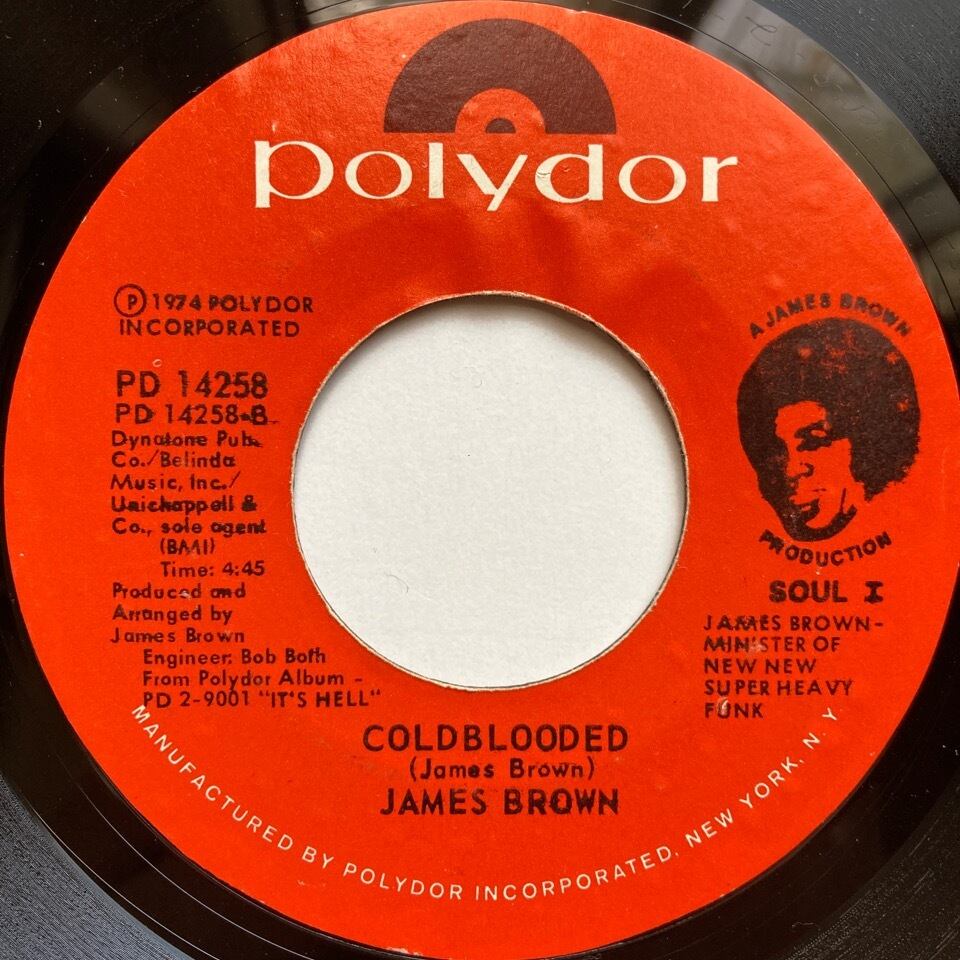 polydor
Ⓟ 1974 POLYDOR
INCORPORATED
PD 14258
PD 14258-B
Dynatone Pub.
Co./Belinda
Music, Inc./
Unichappell &
Co., sole agent
(BMI)
Time: 4:45
Produced and
Arranged by
James Brown
Engineer: Bob Both
From Polydor Album -
PD 2-9001 "IT'S HELL"
A JAMES BROWN
PRODUCTION
SOUL I
JAMES BROWN-
MINISTER OF
NEW NEW
SUPER HEAVY
FUNK
COLDBLOODED
(James Brown)
JAMES BROWN
MANUFACTURED BY POLYDOR INCORPORATED, NEW YORK, N. Y.